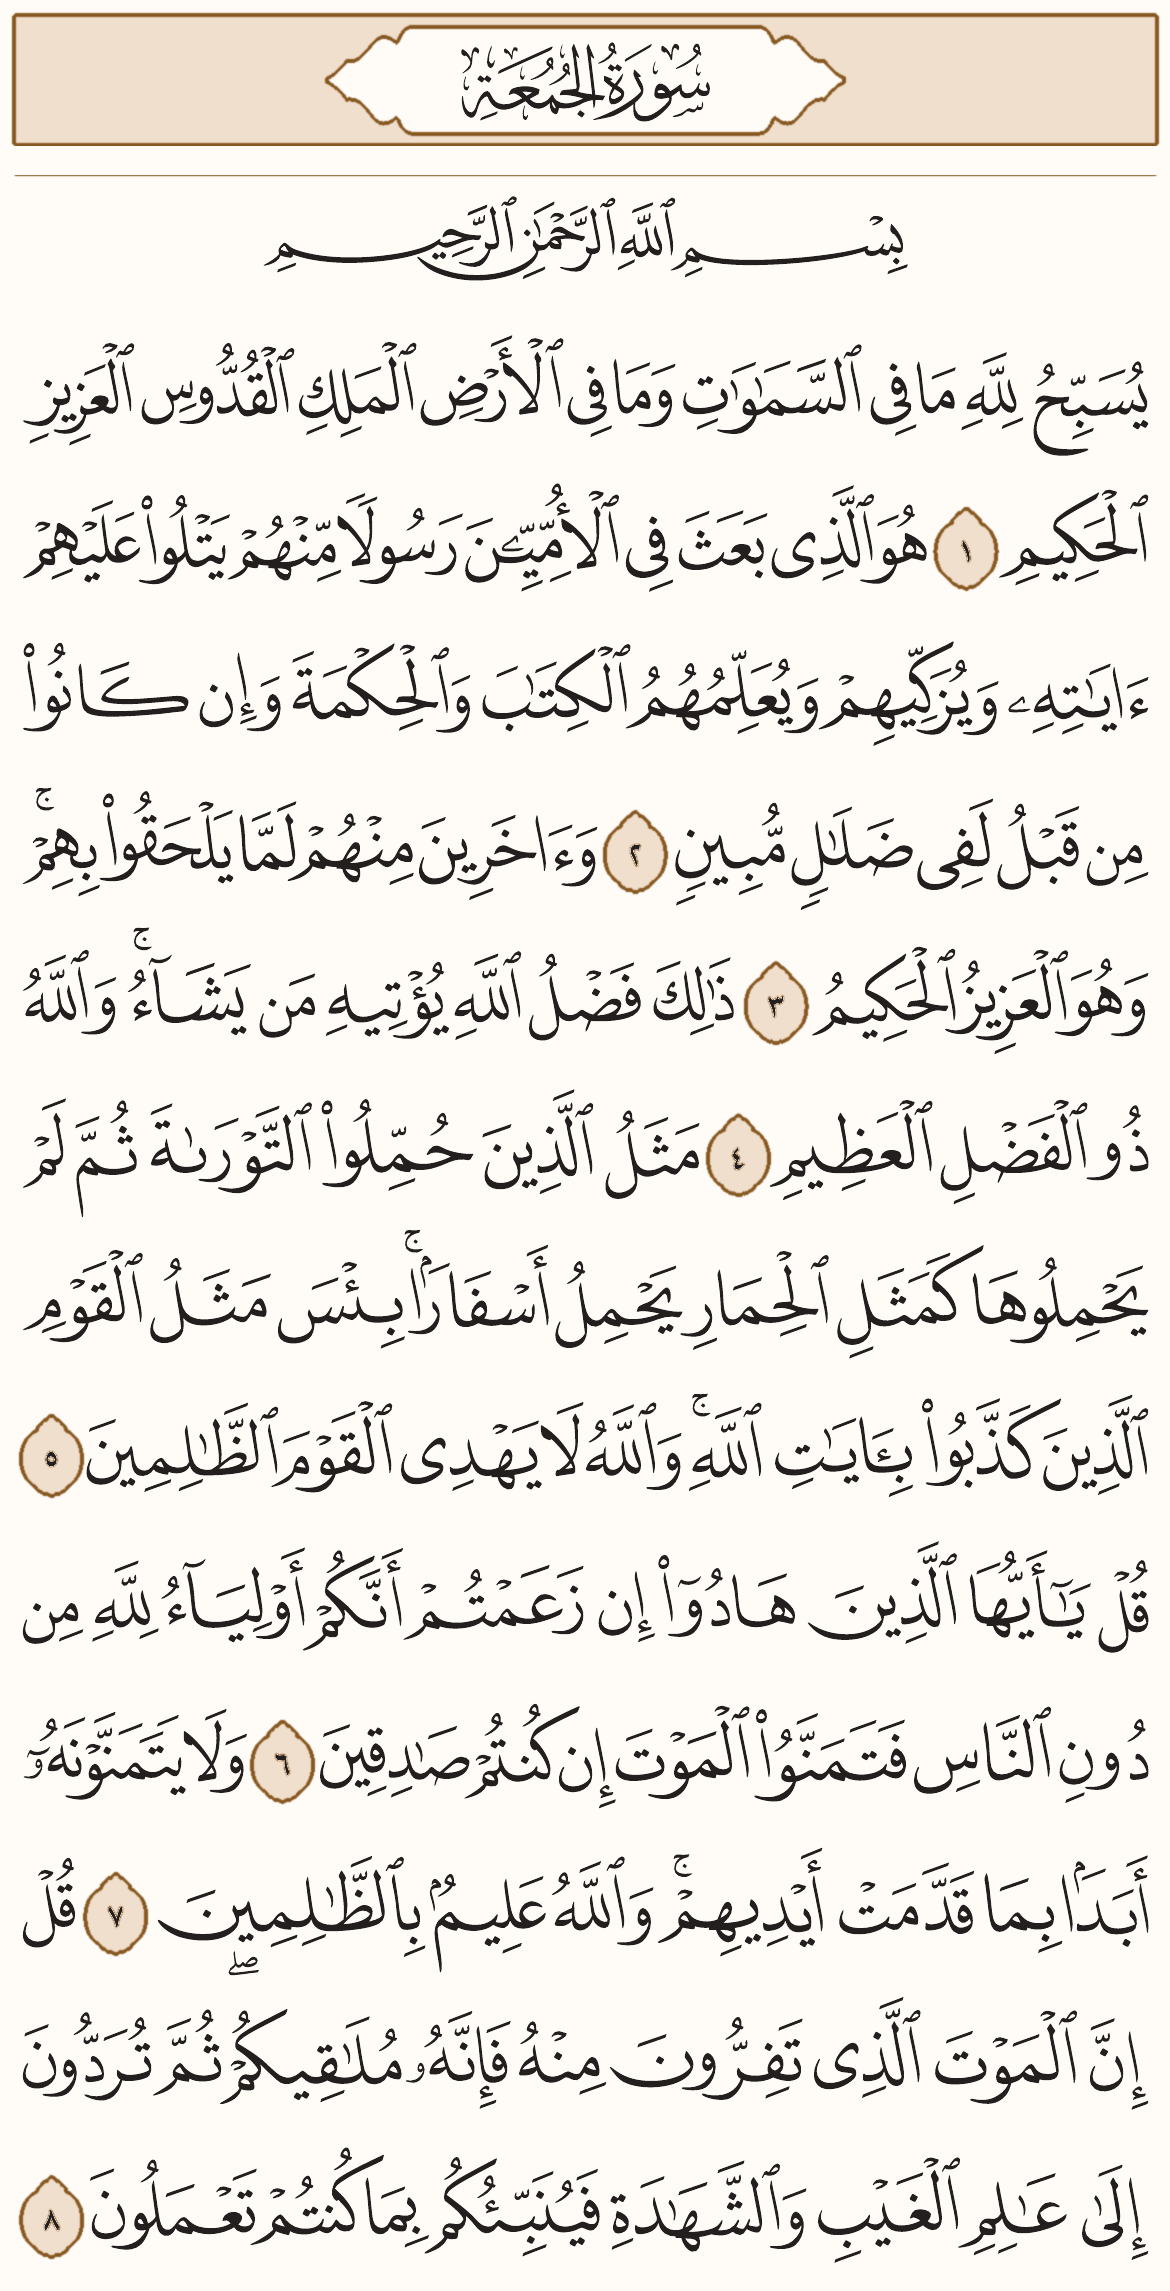 سُورَةُ الجُمُعَةِ
بِسْمِ ٱللَّهِ ٱلرَّحْمَٰنِ ٱلرَّحِيمِ
يُسَبِّحُ لِلَّهِ مَا فِى ٱلسَّمَٰوَٰتِ وَمَا فِى ٱلْأَرْضِ ٱلْمَلِكِ ٱلْقُدُّوسِ ٱلْعَزِيزِ
ٱلْحَكِيمِ ١ هُوَ ٱلَّذِى بَعَثَ فِى ٱلْأُمِّيِّۦنَ رَسُولًا مِّنْهُمْ يَتْلُوا۟ عَلَيْهِمْ
ءَايَٰتِهِۦ وَيُزَكِّيهِمْ وَيُعَلِّمُهُمُ ٱلْكِتَٰبَ وَٱلْحِكْمَةَ وَإِن كَانُوا۟
مِن قَبْلُ لَفِى ضَلَٰلٍ مُّبِينٍ ٢ وَءَاخَرِينَ مِنْهُمْ لَمَّا يَلْحَقُوا۟ بِهِمْ ۚ
وَهُوَ ٱلْعَزِيزُ ٱلْحَكِيمُ ٣ ذَٰلِكَ فَضْلُ ٱللَّهِ يُؤْتِيهِ مَن يَشَآءُ ۚ وَٱللَّهُ
ذُو ٱلْفَضْلِ ٱلْعَظِيمِ ٤ مَثَلُ ٱلَّذِينَ حُمِّلُوا۟ ٱلتَّوْرَىٰةَ ثُمَّ لَمْ
يَحْمِلُوهَا كَمَثَلِ ٱلْحِمَارِ يَحْمِلُ أَسْفَارًۢا ۚ بِئْسَ مَثَلُ ٱلْقَوْمِ
ٱلَّذِينَ كَذَّبُوا۟ بِـَٔايَٰتِ ٱللَّهِ ۚ وَٱللَّهُ لَا يَهْدِى ٱلْقَوْمَ ٱلظَّٰلِمِينَ ٥
قُلْ يَٰٓأَيُّهَا ٱلَّذِينَ هَادُوٓا۟ إِن زَعَمْتُمْ أَنَّكُمْ أَوْلِيَآءُ لِلَّهِ مِن
دُونِ ٱلنَّاسِ فَتَمَنَّوُا۟ ٱلْمَوْتَ إِن كُنتُمْ صَٰدِقِينَ ٦ وَلَا يَتَمَنَّوْنَهُۥٓ
أَبَدًۢا بِمَا قَدَّمَتْ أَيْدِيهِمْ ۚ وَٱللَّهُ عَلِيمٌۢ بِٱلظَّٰلِمِينَ ٧ قُلْ
إِنَّ ٱلْمَوْتَ ٱلَّذِى تَفِرُّونَ مِنْهُ فَإِنَّهُۥ مُلَٰقِيكُمْ ۖ ثُمَّ تُرَدُّونَ
إِلَىٰ عَٰلِمِ ٱلْغَيْبِ وَٱلشَّهَٰدَةِ فَيُنَبِّئُكُم بِمَا كُنتُمْ تَعْمَلُونَ ٨